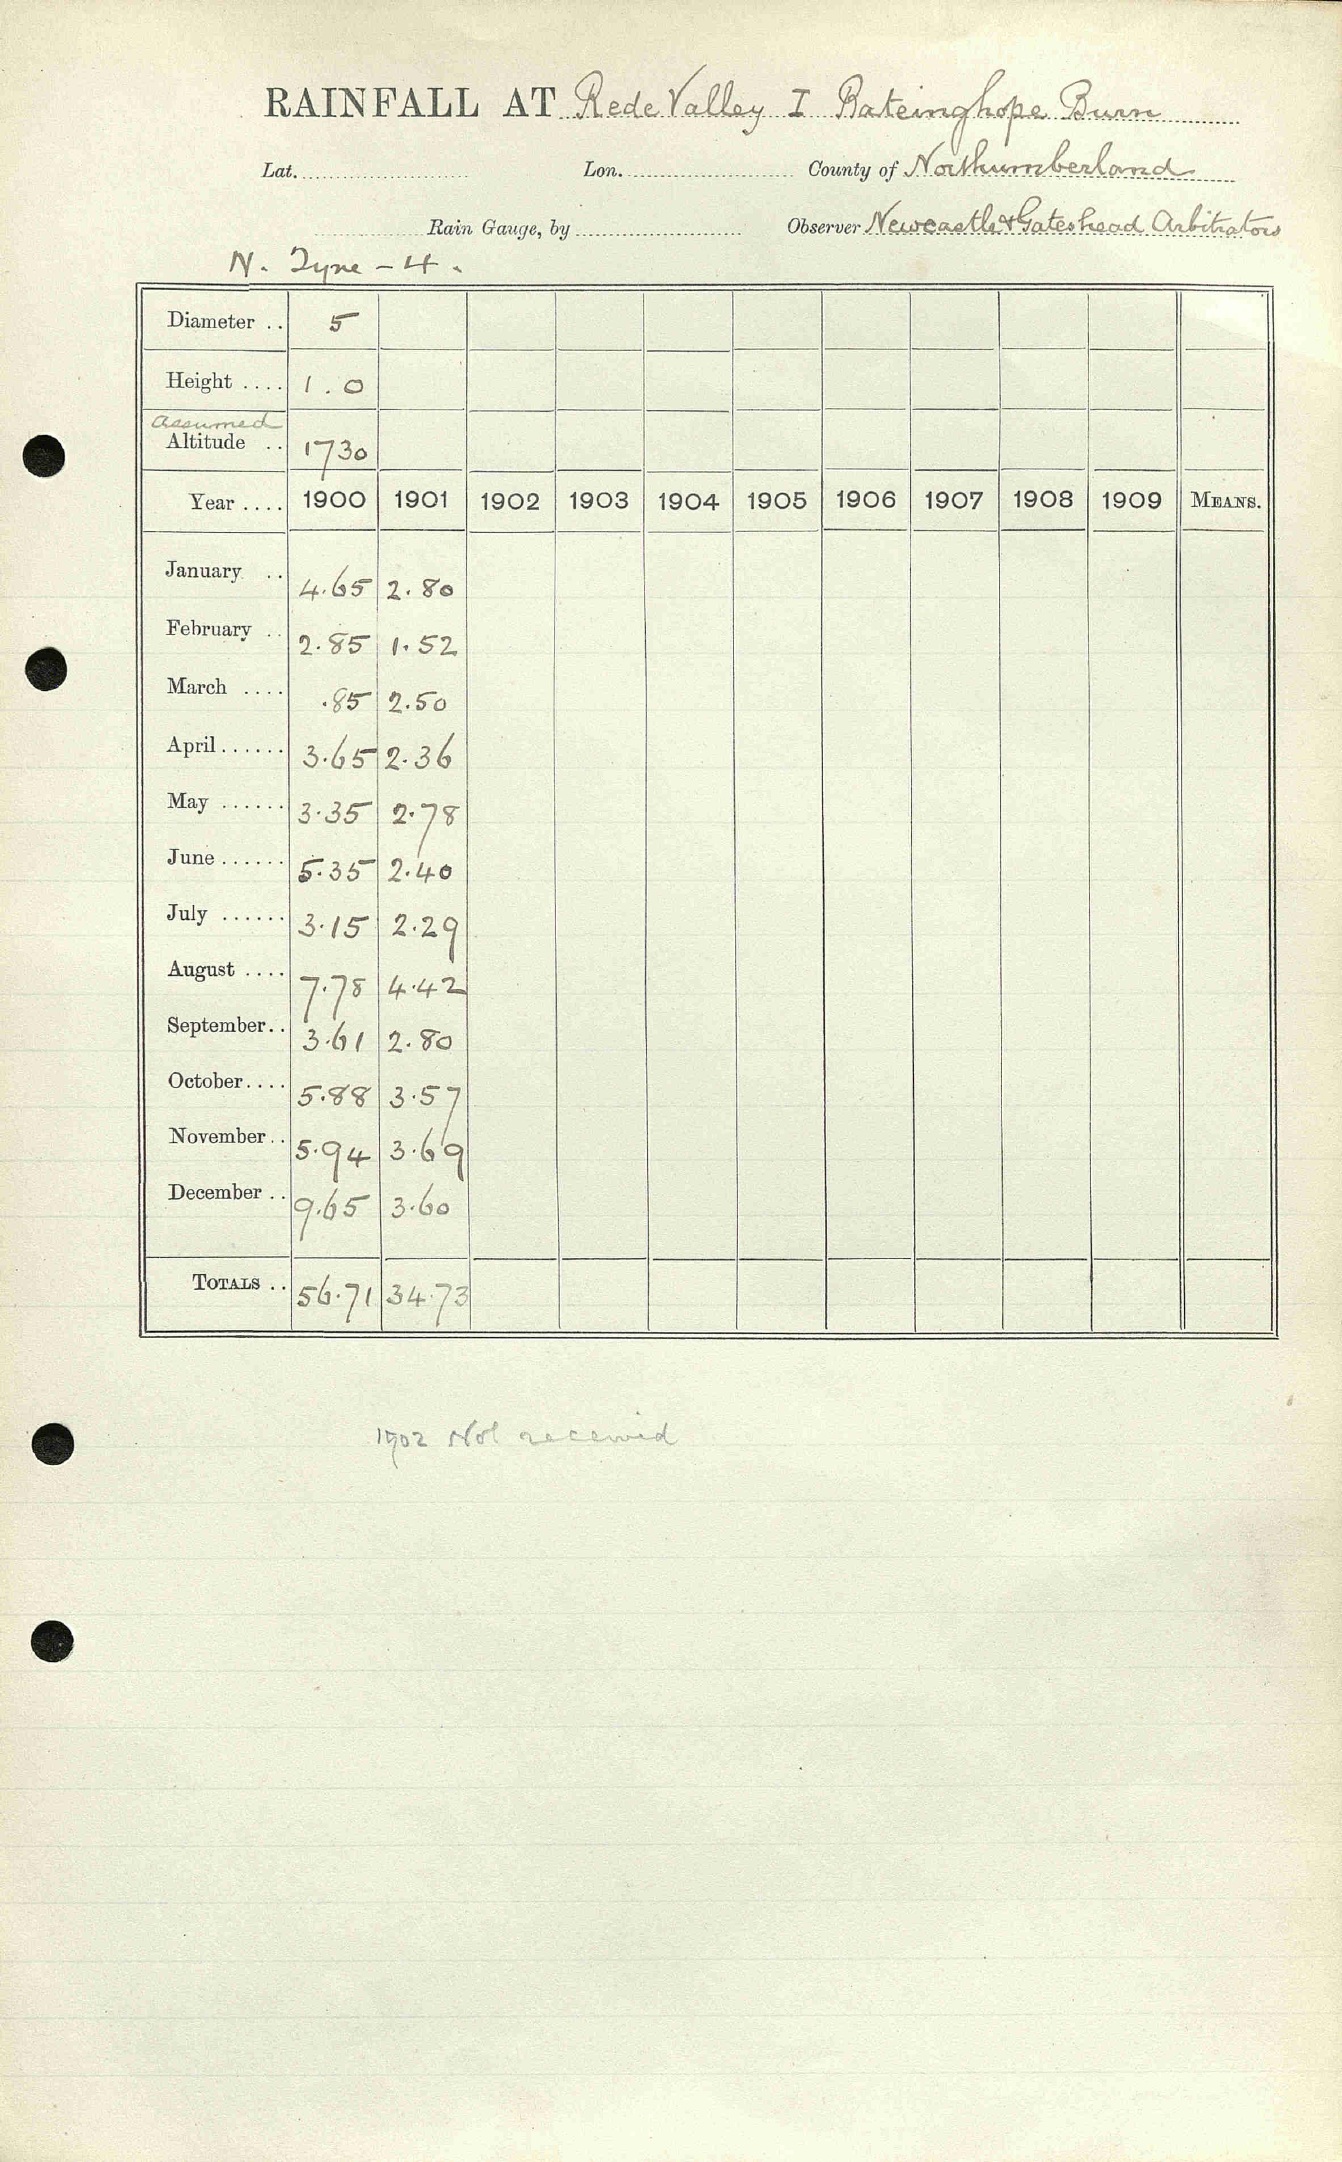 RAINFALL AT Rede Valley I Bateinghope Burn
Lat. Lon. County of Northumberland
Rain Gauge, by Observer Newcastle & Gateshead Arbitrators
N. Tyne - 4.
Diameter .. 5
Height .... 1.0
assumed
Altitude .. 1730
Year .... 1900 1901 1902 1903 1904 1905 1906 1907 1908 1909 MEANS.
January .. 4.65 2.80
February .. 2.85 1.52
March .... .85 2.50
April...... 3.65 2.36
May ...... 3.35 2.78
June...... 5.35 2.40
July ...... 3.15 2.29
August .... 7.78 4.42
September.. 3.61 2.80
October.... 5.88 3.57
November.. 5.94 3.69
December .. 9.65 3.60
TOTALS .. 56.71 34.73
1902 Not received